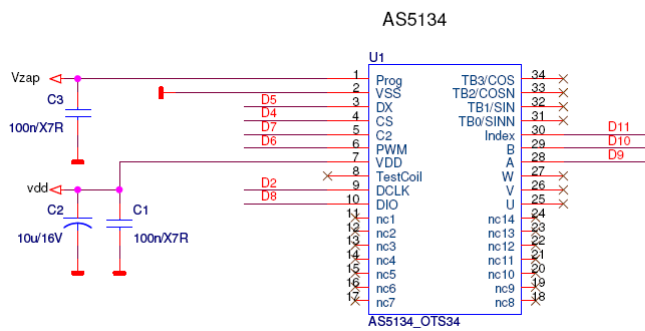 AS5134
U1
Vzap
C3
100n/X7R
vdd
C2
10u/16V
C1
100n/X7R
1 Prog TB3/COS 34
2 VSS TB2/COSN 33
D5 3 DX TB1/SIN 32
D4 4 CS TB0/SINN 31
D7 5 C2 Index 30 D11
D6 6 PWM B 29 D10
7 VDD A 28 D9
8 TestCoil W 27
D2 9 DCLK V 26
D8 10 DIO U 25
11 nc1 nc14 24
12 nc2 nc13 23
13 nc3 nc12 22
14 nc4 nc11 21
15 nc5 nc10 20
16 nc6 nc9 19
17 nc7 nc8 18
AS5134_OTS34